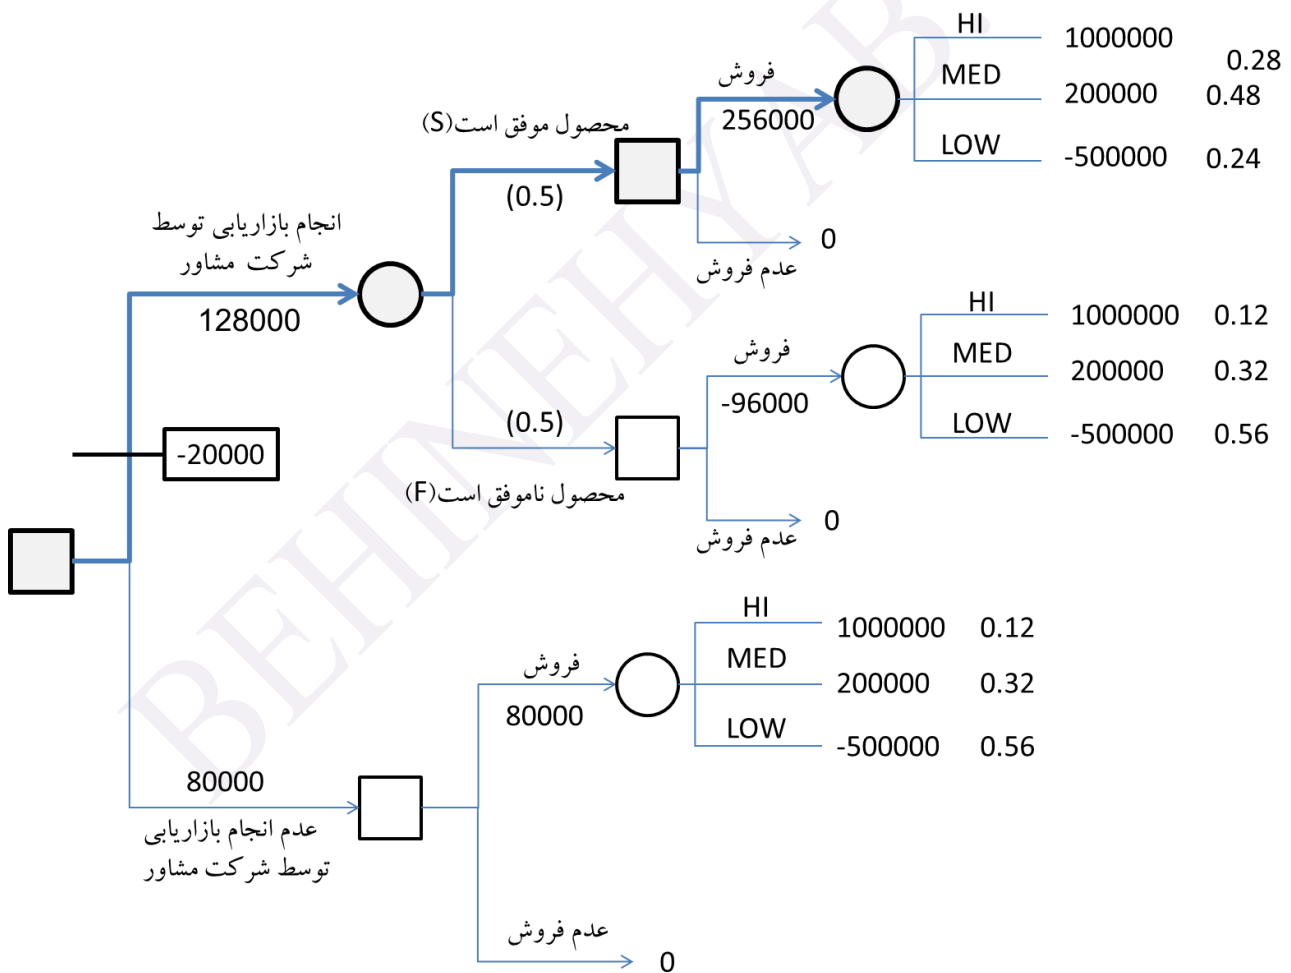 HI
1000000
0.28
MED
200000 0.48
LOW
-500000 0.24
فروش
256000
محصول موفق است(S)
(0.5)
0
عدم فروش
انجام بازاریابی توسط
شرکت مشاور
128000
HI
1000000 0.12
MED
200000 0.32
LOW
-500000 0.56
فروش
-96000
(0.5)
محصول ناموفق است(F)
0
عدم فروش
-20000
HI
1000000 0.12
MED
200000 0.32
LOW
-500000 0.56
فروش
80000
80000
عدم انجام بازاریابی
توسط شرکت مشاور
عدم فروش
0
BEHINEHYAB.